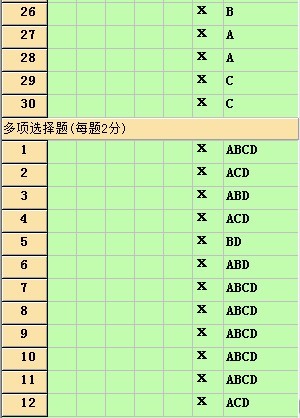 26 X B
27 X A
28 X A
29 X C
30 X C
多项选择题(每题2分)
1 X ABCD
2 X ACD
3 X ABD
4 X ACD
5 X BD
6 X ABD
7 X ABCD
8 X ABCD
9 X ABCD
10 X ABCD
11 X ABCD
12 X ACD